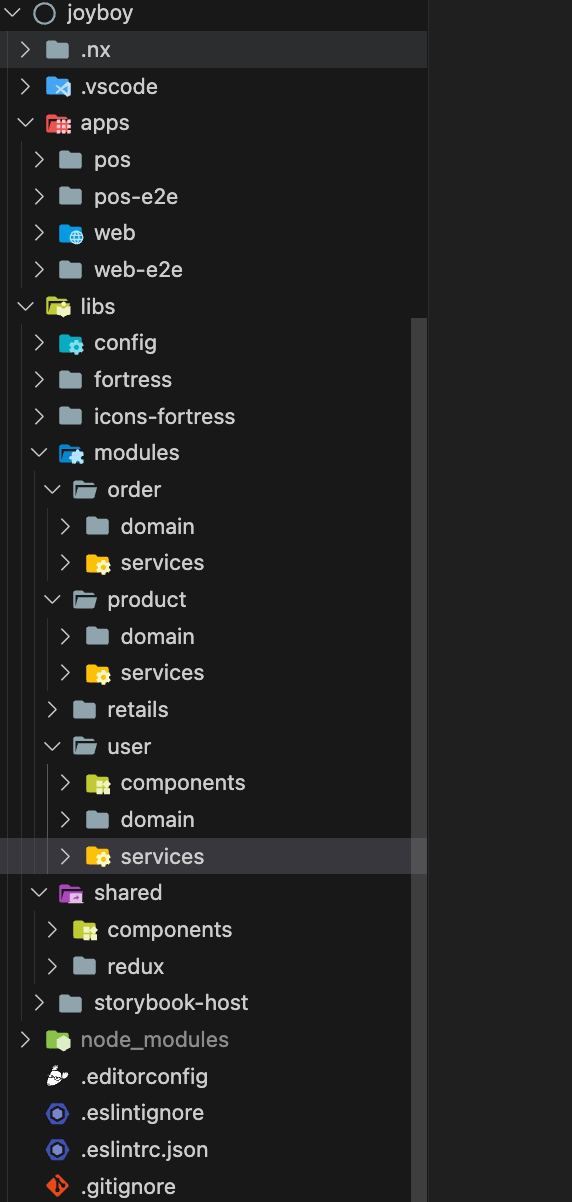 joyboy
.nx
.vscode
apps
pos
pos-e2e
web
web-e2e
libs
config
fortress
icons-fortress
modules
order
domain
services
product
domain
services
retails
user
components
domain
services
shared
components
redux
storybook-host
node_modules
.editorconfig
.eslintignore
.eslintrc.json
.gitignore